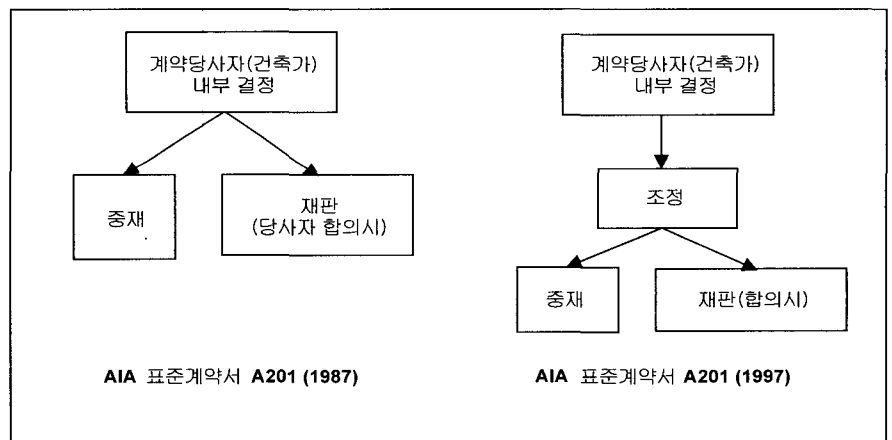 계약당사자(건축가)
내부 결정
중재
재판
(당사자 합의시)
AIA 표준계약서 A201 (1987)
계약당사자(건축가)
내부 결정
조정
중재
재판(합의시)
AIA 표준계약서 A201 (1997)